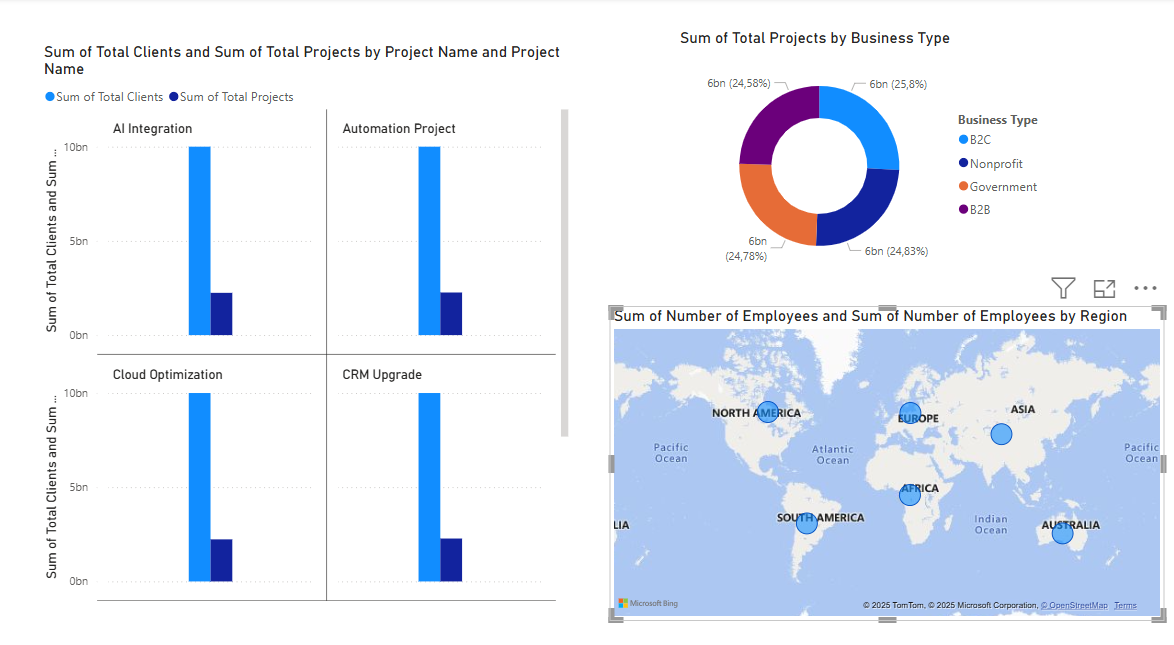 Sum of Total Clients and Sum of Total Projects by Project Name and Project
Name
Sum of Total Clients Sum of Total Projects
AI Integration
Automation Project
Sum of Total Clients and Sum ...
10bn
5bn
0bn
Cloud Optimization
CRM Upgrade
Sum of Total Clients and Sum ...
10bn
5bn
0bn
Sum of Total Projects by Business Type
6bn (24,58%)
6bn (25,8%)
6bn
(24,78%)
6bn (24,83%)
Business Type
B2C
Nonprofit
Government
B2B
Sum of Number of Employees and Sum of Number of Employees by Region
NORTH AMERICA
EUROPE
ASIA
Pacific
Ocean
Atlantic
Ocean
Pacific
Ocean
AFRICA
SOUTH AMERICA
Indian
Ocean
LIA
AUSTRALIA
Microsoft Bing
© 2025 TomTom, © 2025 Microsoft Corporation, © OpenStreetMap Terms